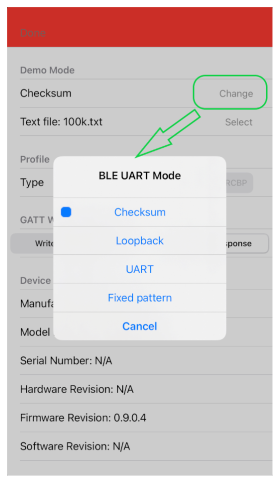 Done
Demo Mode
Checksum Change
Text file: 100k.txt Select
Profile
BLE UART Mode
Type RCBP
Checksum
GATT W
Loopback
Write sponse
UART
Device
Fixed pattern
Manufa
Model
Cancel
Serial Number: N/A
Hardware Revision: N/A
Firmware Revision: 0.9.0.4
Software Revision: N/A